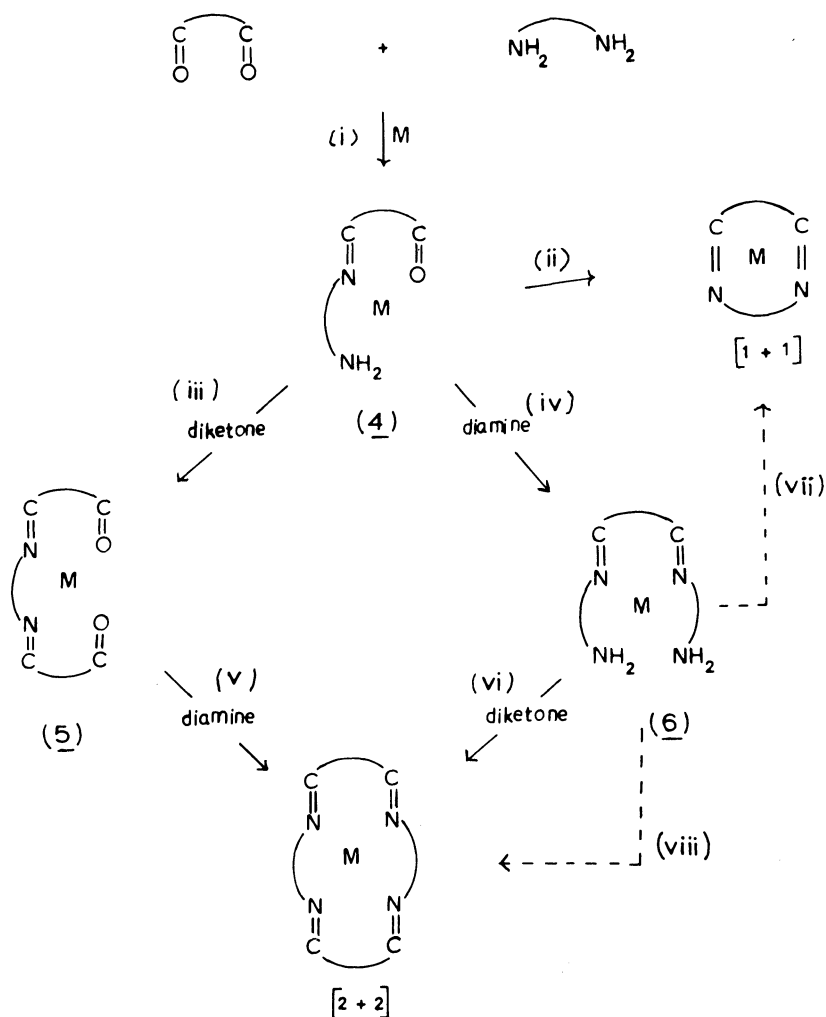 C C + NH2 NH2
O O
(i) M
C C
N O (ii) C C
M M
N N
NH2 [1 + 1]
(iii) (4) (iv)
diketone diamine
(vii)
C C C C
N O N N
M M
N O NH2 NH2
C C
(5) (v) (vi) (6)
diamine diketone
C C
N N
M (viii)
N N
C C
[2 + 2]